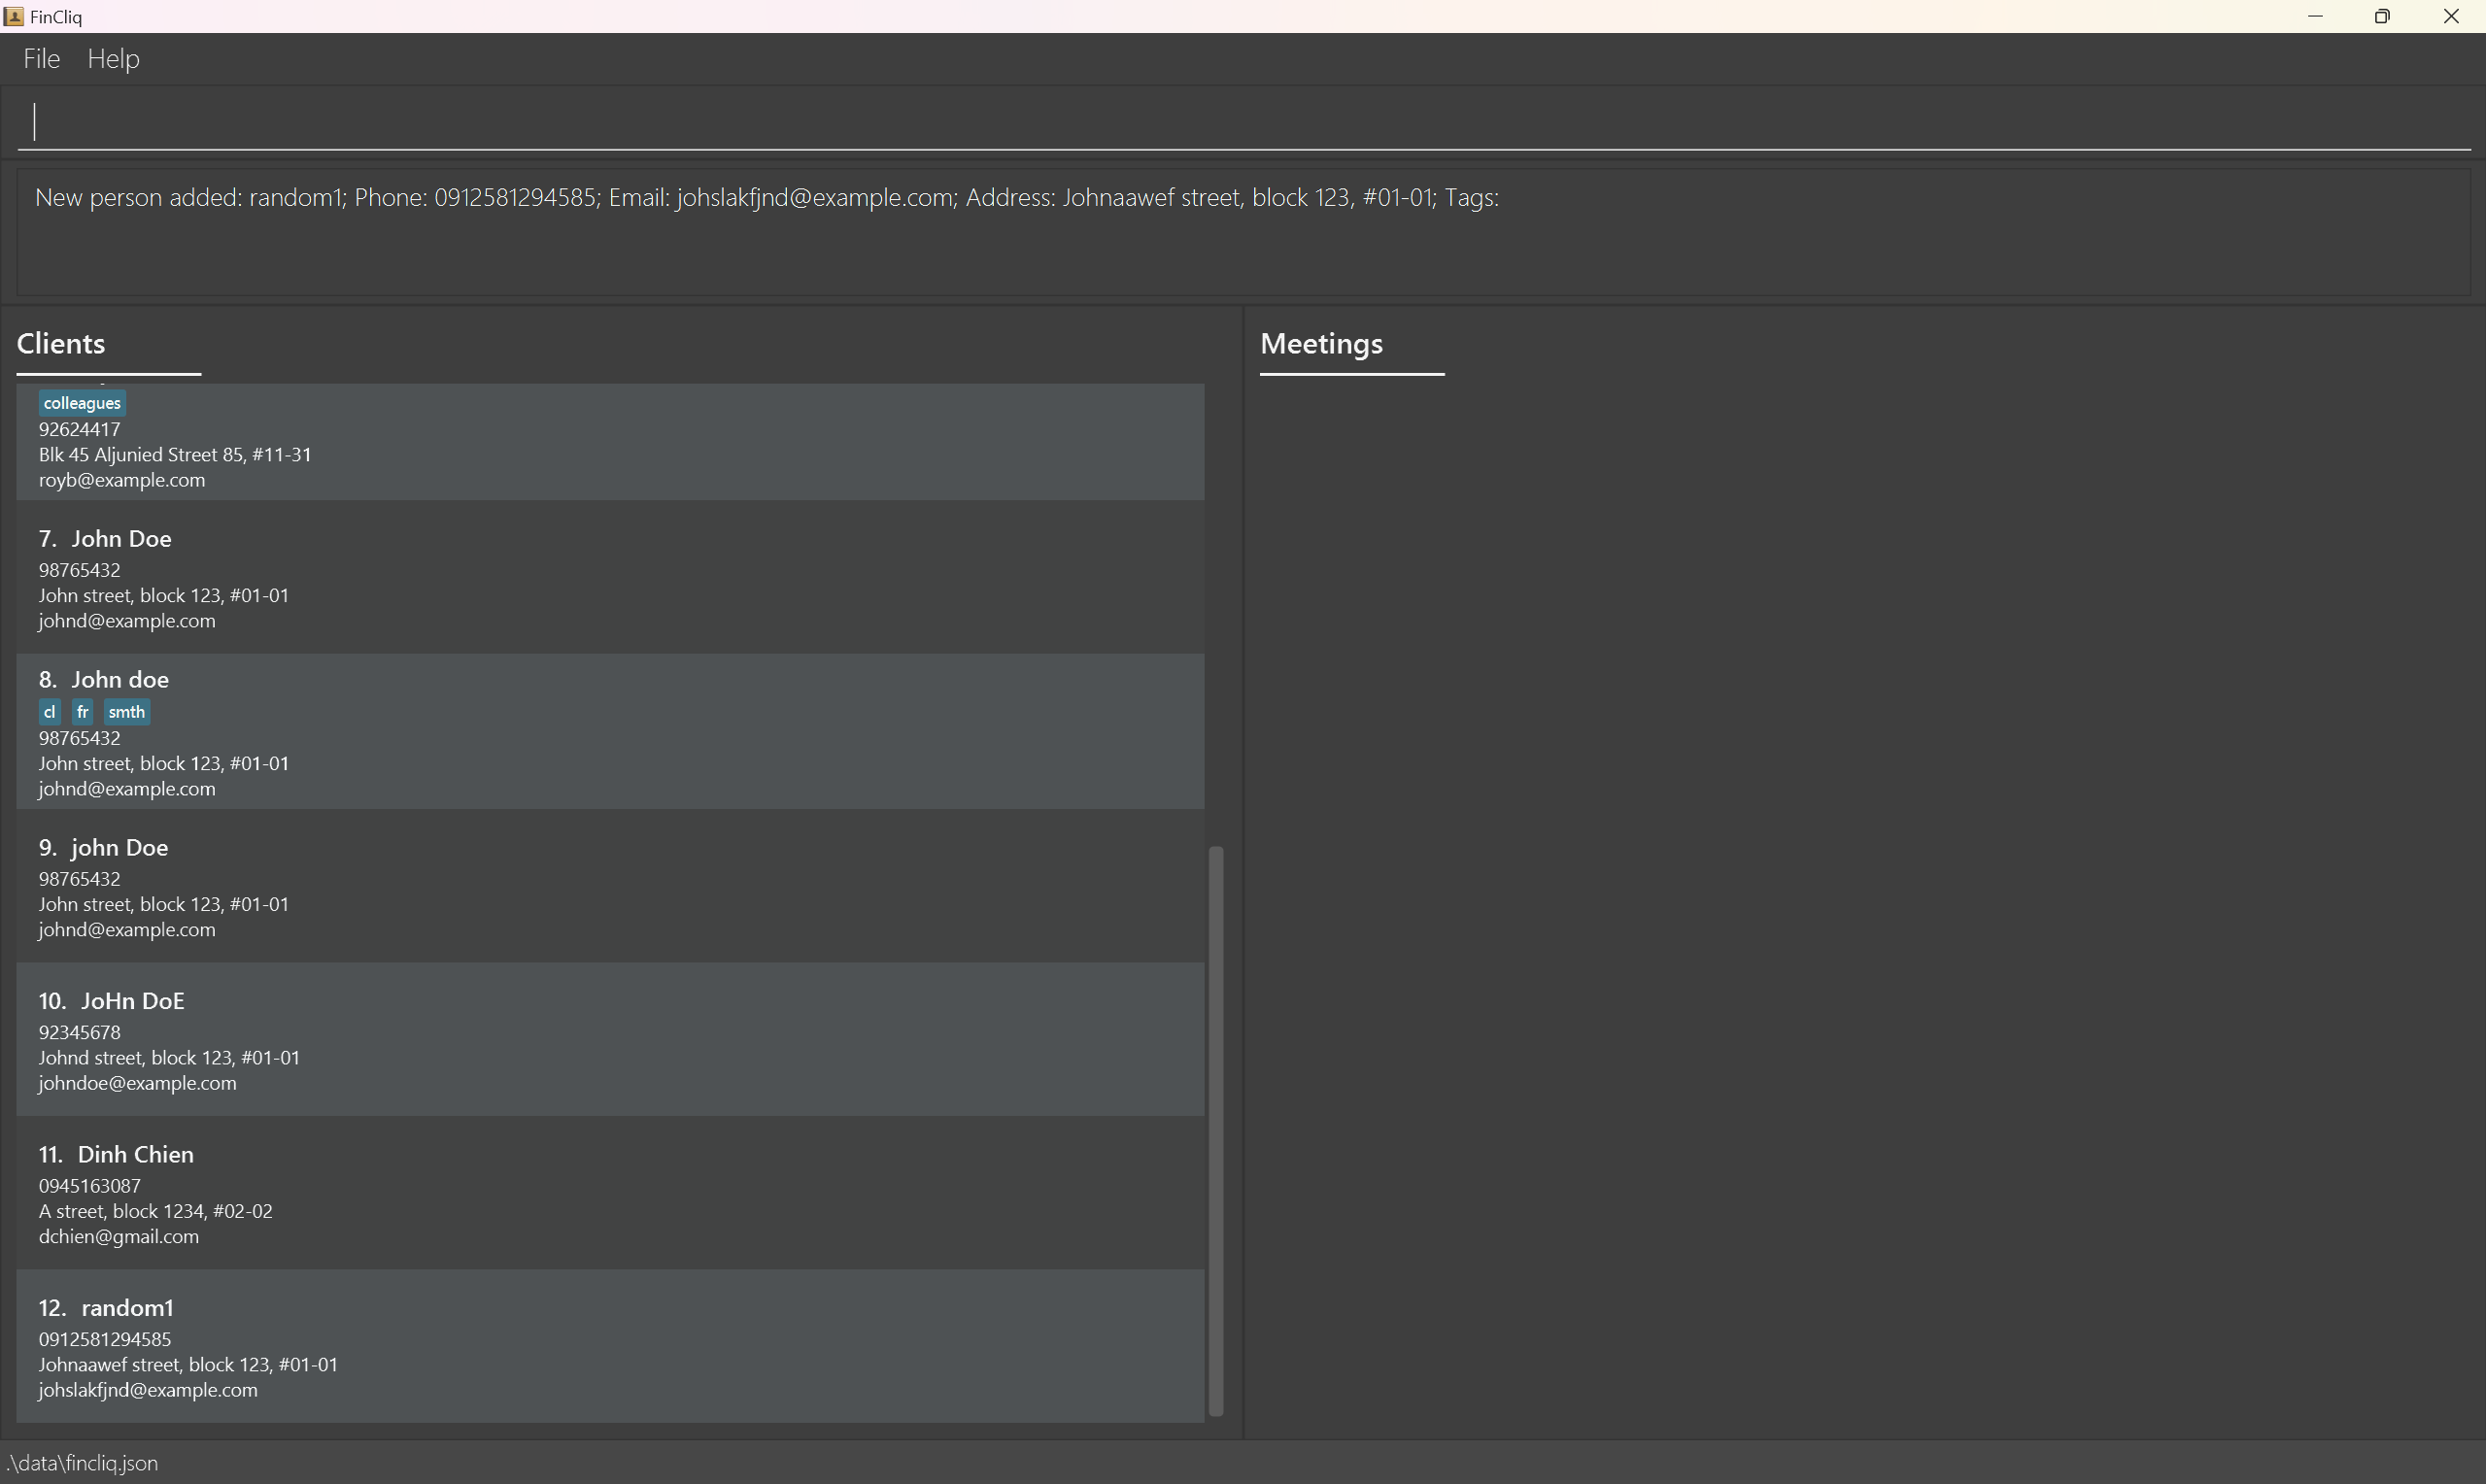 FinCliq
File Help
New person added: random1; Phone: 0912581294585; Email: johslakfjnd@example.com; Address: Johnaawef street, block 123, #01-01; Tags:
Clients
colleagues
92624417
Blk 45 Aljunied Street 85, #11-31
royb@example.com
7. John Doe
98765432
John street, block 123, #01-01
johnd@example.com
8. John doe
cl fr smth
98765432
John street, block 123, #01-01
johnd@example.com
9. john Doe
98765432
John street, block 123, #01-01
johnd@example.com
10. JoHn DoE
92345678
Johnd street, block 123, #01-01
johndoe@example.com
11. Dinh Chien
0945163087
A street, block 1234, #02-02
dchien@gmail.com
12. random1
0912581294585
Johnaawef street, block 123, #01-01
johslakfjnd@example.com
Meetings
.\data\fincliq.json